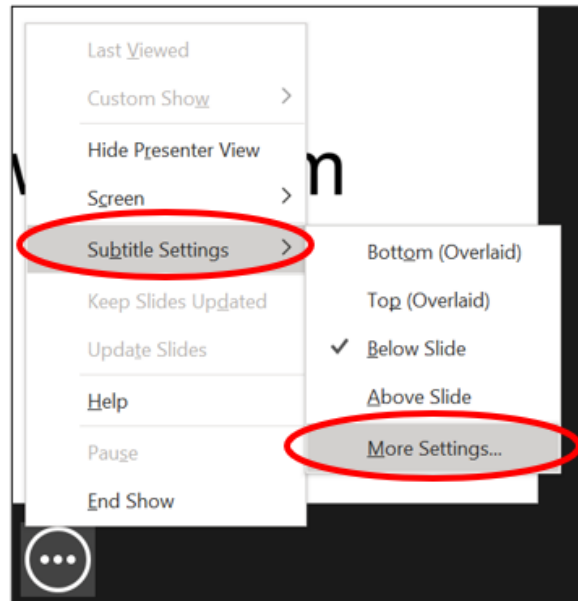 Last Viewed
Custom Show
Hide Presenter View
Screen
Subtitle Settings
Keep Slides Updated
Update Slides
Help
Pause
End Show
Bottom (Overlaid)
Top (Overlaid)
Below Slide
Above Slide
More Settings...